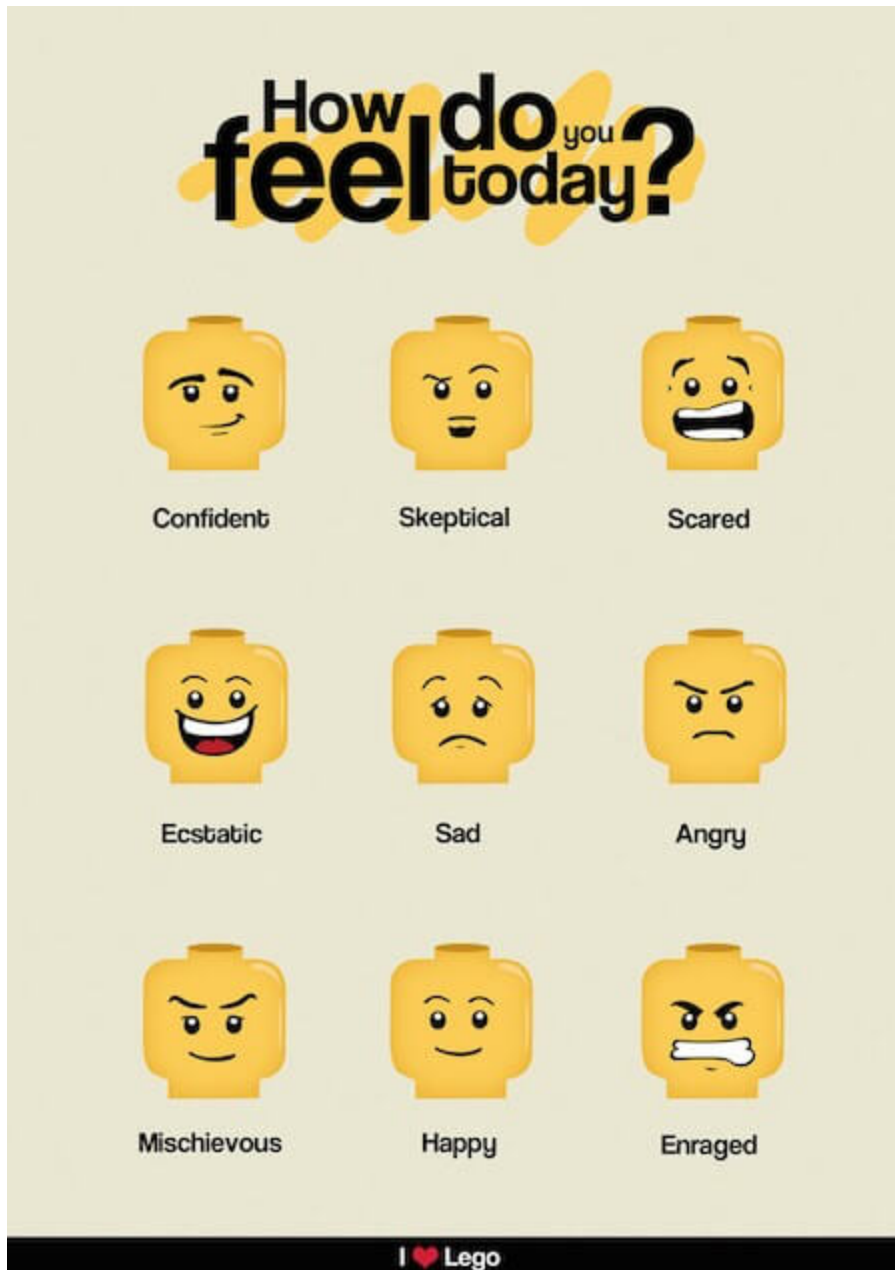 How do you
feel today?
Confident
Skeptical
Scared
Ecstatic
Sad
Angry
Mischievous
Happy
Enraged
I ❤ Lego